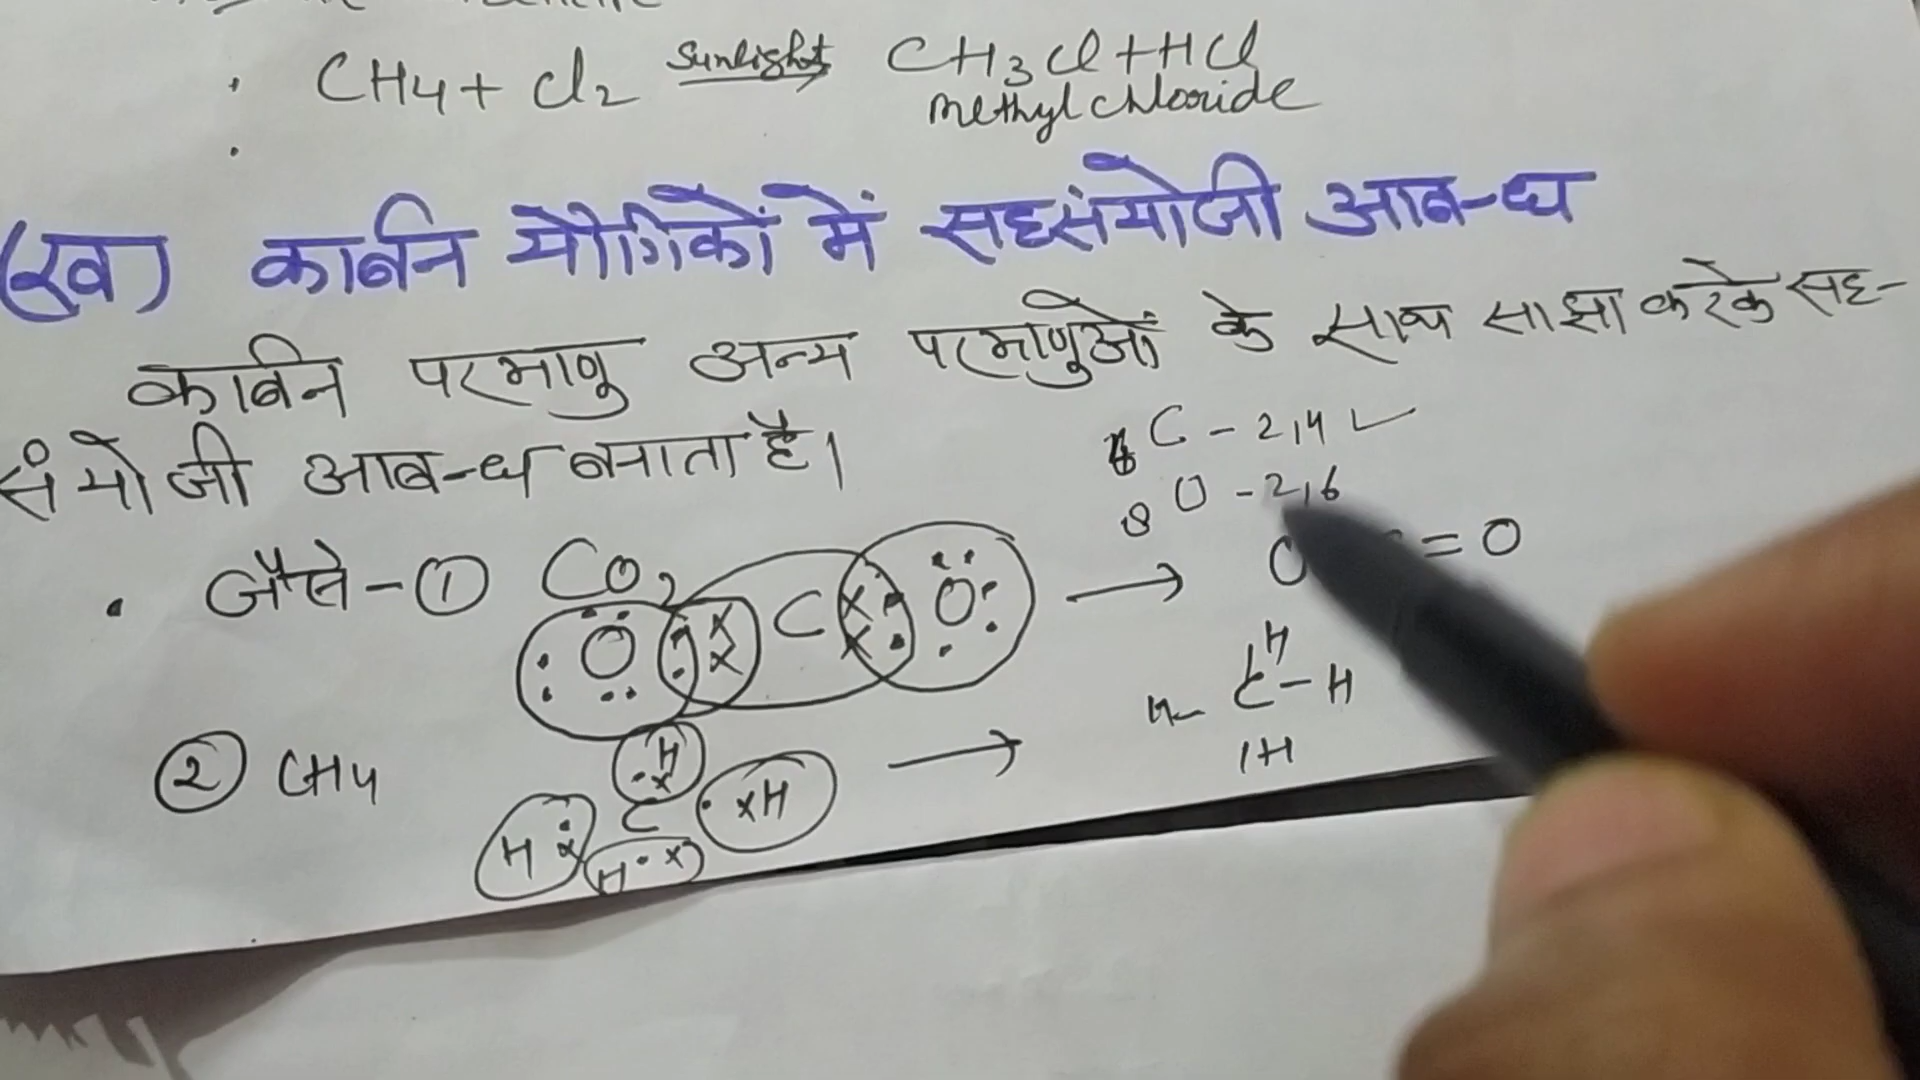 CH4 + Cl2 Sunlight CH3Cl + HCl
Methyl chloride
(ख) कार्बन यौगिकों में सहसंयोजी आबन्ध
कार्बन परमाणु अन्य परमाणुओं के साथ साझा करके सह-
संयोजी आबन्ध बनाता है।
6 C - 2,4 ✓
8 O - 2,6
जैसे - ① CO2 O C O → O = O
② CH4 H C H H H → H
H - C - H
H